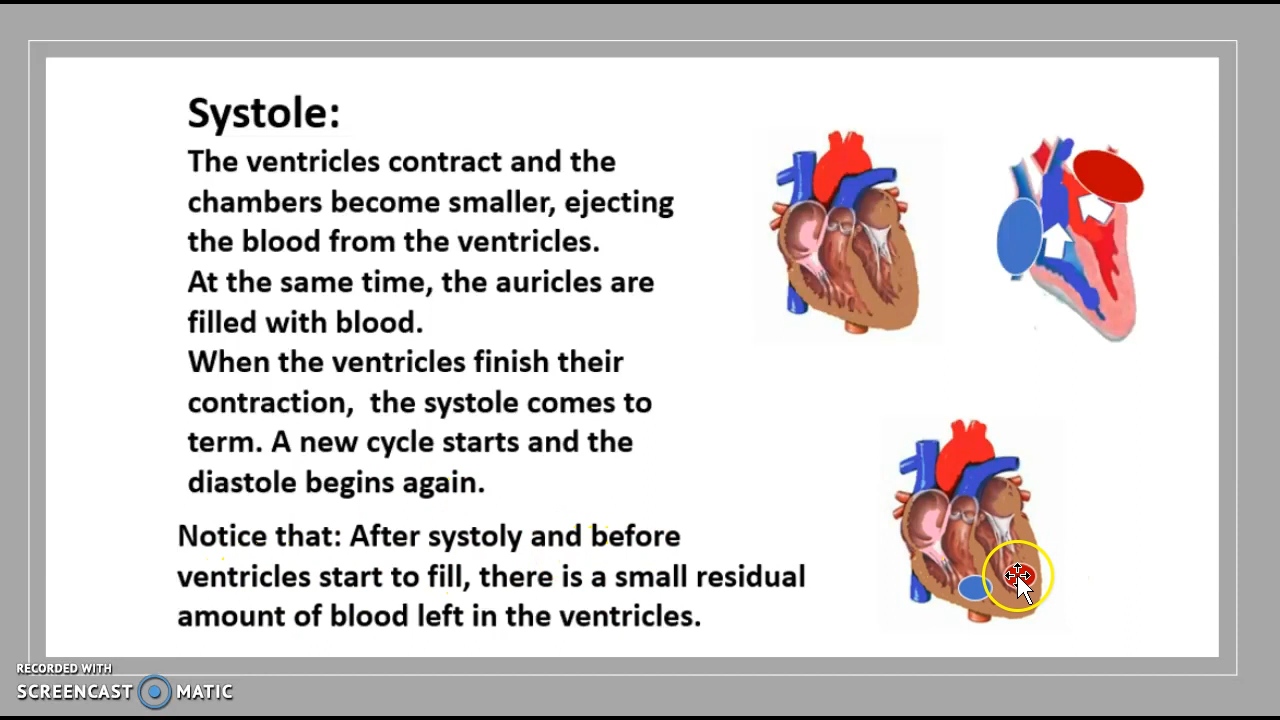 Systole:
The ventricles contract and the
chambers become smaller, ejecting
the blood from the ventricles.
At the same time, the auricles are
filled with blood.
When the ventricles finish their
contraction,  the systole comes to
term. A new cycle starts and the
diastole begins again.
Notice that: After systoly and before
ventricles start to fill, there is a small residual
amount of blood left in the ventricles.
RECORDED WITH
SCREENCAST MATIC